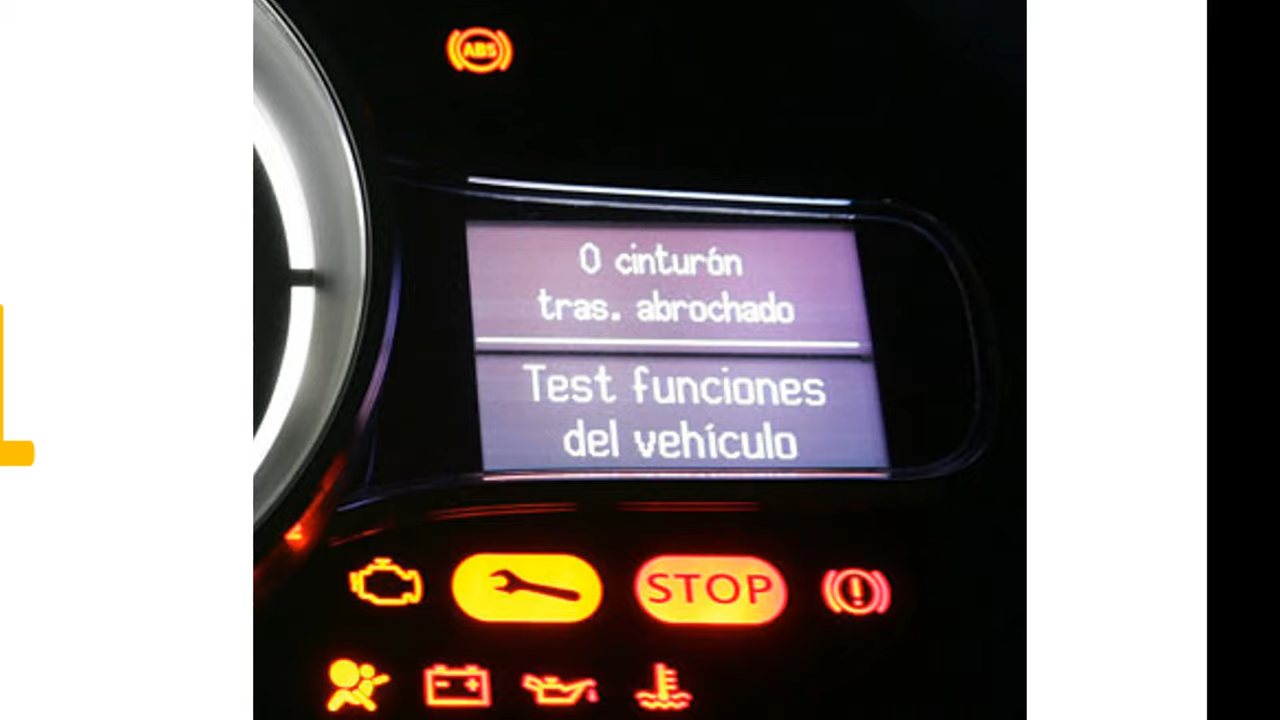 ABS
0 cinturón
tras. abrochado
Test funciones
del vehículo
STOP